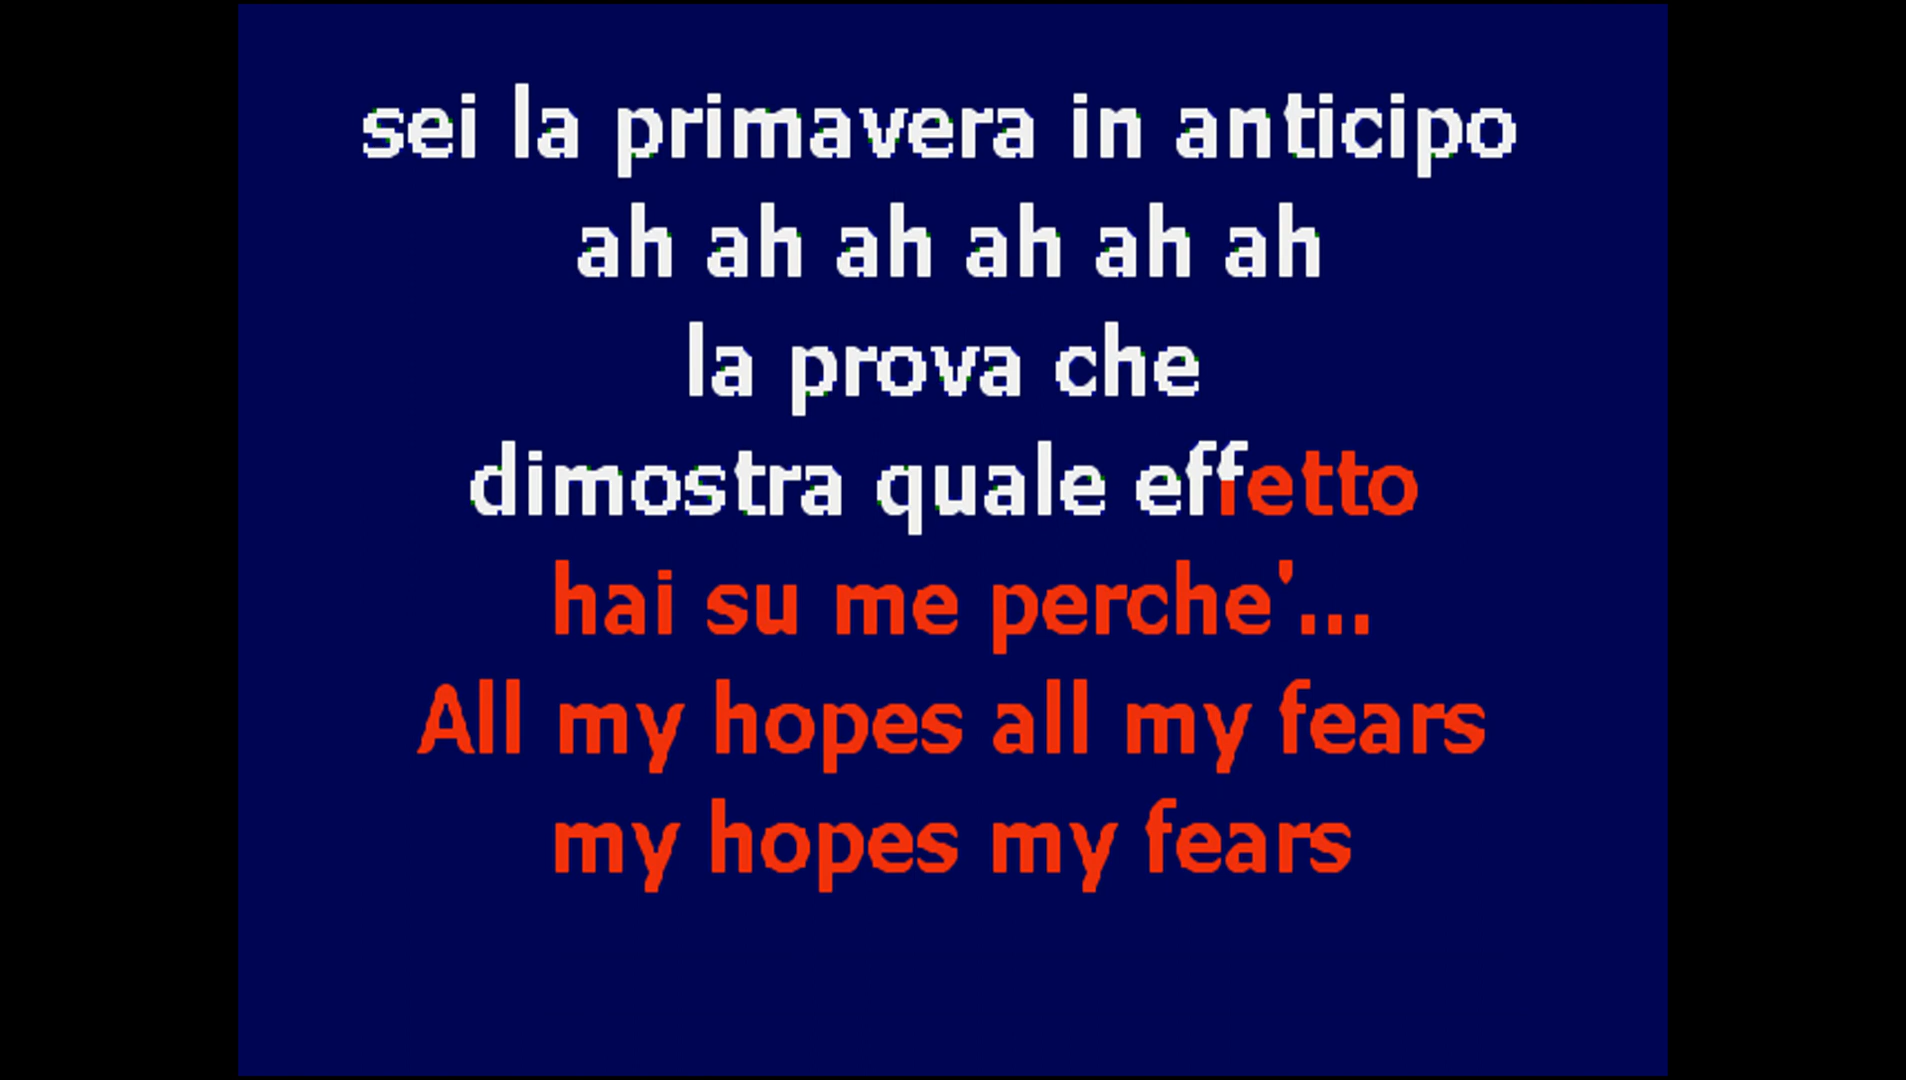 sei la primavera in anticipo
ah ah ah ah ah ah
la prova che
dimostra quale effetto
hai su me perche'...
All my hopes all my fears
my hopes my fears